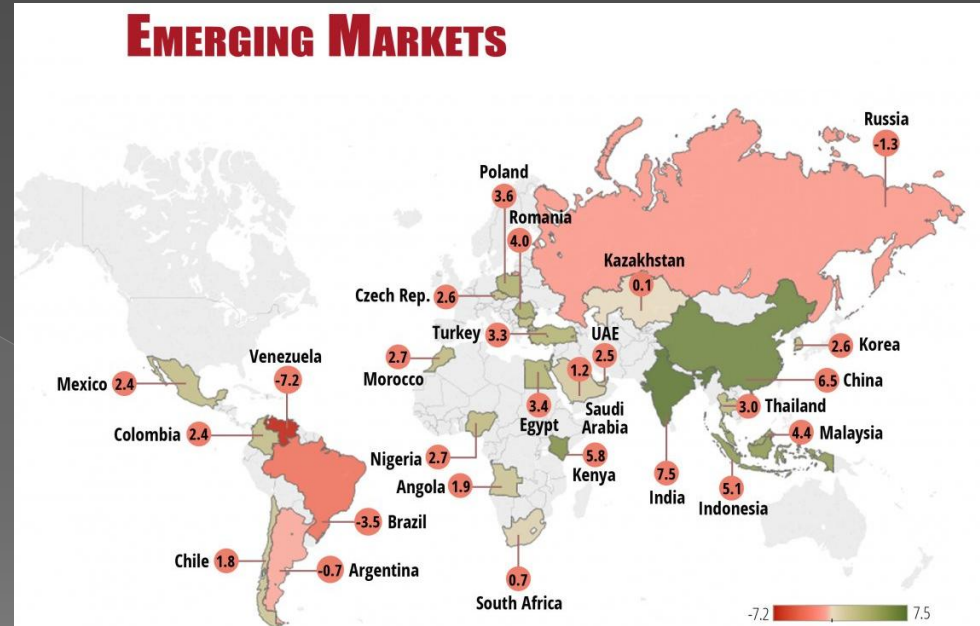 EMERGING MARKETS
Russia
-1.3
Poland
3.6
Romania
4.0
Kazakhstan
0.1
Czech Rep. 2.6
Turkey 3.3
UAE
2.5
2.6 Korea
Venezuela
-7.2
2.7
Morocco
1.2
Saudi
Arabia
6.5 China
Mexico 2.4
3.4
Egypt
3.0 Thailand
Colombia 2.4
4.4 Malaysia
Nigeria 2.7
5.8
Kenya
7.5
India
5.1
Indonesia
Angola 1.9
-3.5 Brazil
Chile 1.8
-0.7 Argentina
0.7
South Africa
-7.2 7.5